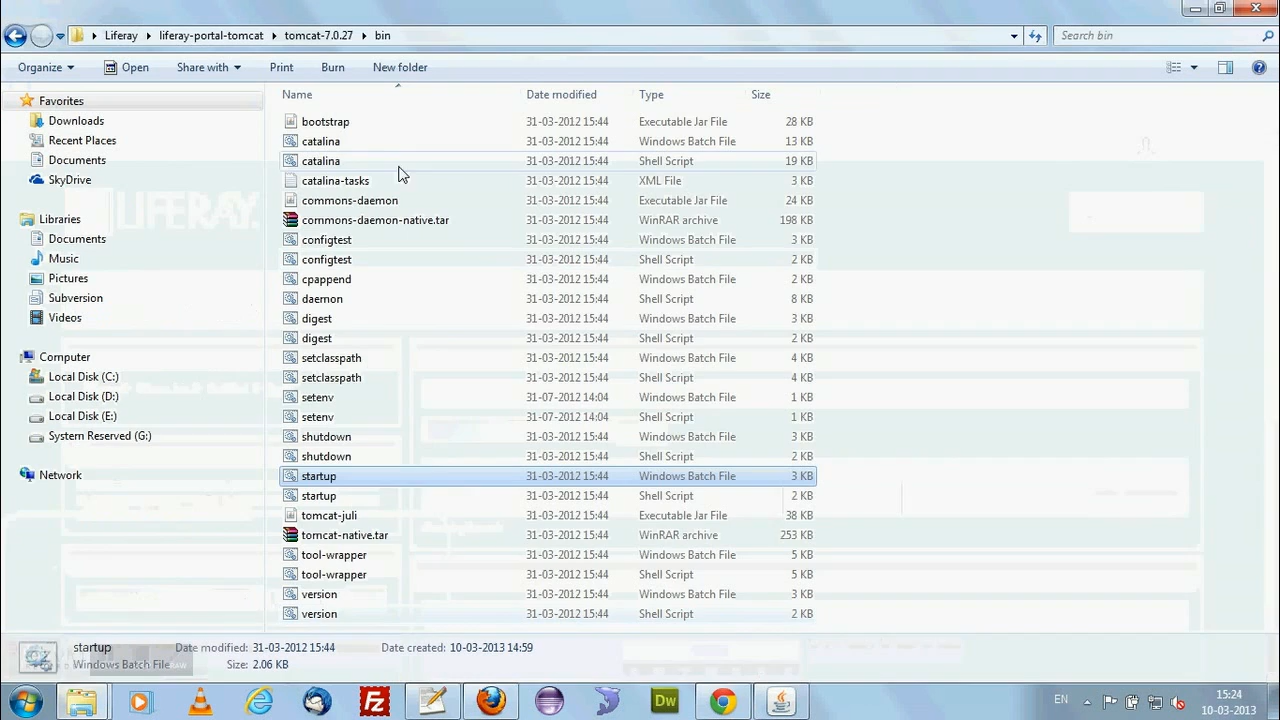 Liferay liferay-portal-tomcat tomcat-7.0.27 bin Search bin
Organize Open Share with Print Burn New folder
Name Date modified Type Size
Favorites
Downloads
Recent Places
Documents
SkyDrive
Libraries
Documents
Music
Pictures
Subversion
Videos
Computer
Local Disk (C:)
Local Disk (D:)
Local Disk (E:)
System Reserved (G:)
Network
bootstrap 31-03-2012 15:44 Executable Jar File 28 KB
catalina 31-03-2012 15:44 Windows Batch File 13 KB
catalina 31-03-2012 15:44 Shell Script 19 KB
catalina-tasks 31-03-2012 15:44 XML File 3 KB
commons-daemon 31-03-2012 15:44 Executable Jar File 24 KB
commons-daemon-native.tar 31-03-2012 15:44 WinRAR archive 198 KB
configtest 31-03-2012 15:44 Windows Batch File 3 KB
configtest 31-03-2012 15:44 Shell Script 2 KB
cpappend 31-03-2012 15:44 Windows Batch File 2 KB
daemon 31-03-2012 15:44 Shell Script 8 KB
digest 31-03-2012 15:44 Windows Batch File 3 KB
digest 31-03-2012 15:44 Shell Script 2 KB
setclasspath 31-03-2012 15:44 Windows Batch File 4 KB
setclasspath 31-03-2012 15:44 Shell Script 4 KB
setenv 31-07-2012 14:04 Windows Batch File 1 KB
setenv 31-07-2012 14:04 Shell Script 1 KB
shutdown 31-03-2012 15:44 Windows Batch File 3 KB
shutdown 31-03-2012 15:44 Shell Script 2 KB
startup 31-03-2012 15:44 Windows Batch File 3 KB
startup 31-03-2012 15:44 Shell Script 2 KB
tomcat-juli 31-03-2012 15:44 Executable Jar File 38 KB
tomcat-native.tar 31-03-2012 15:44 WinRAR archive 253 KB
tool-wrapper 31-03-2012 15:44 Windows Batch File 5 KB
tool-wrapper 31-03-2012 15:44 Shell Script 5 KB
version 31-03-2012 15:44 Windows Batch File 3 KB
version 31-03-2012 15:44 Shell Script 2 KB
LIFERAY.
startup Date modified: 31-03-2012 15:44 Date created: 10-03-2013 14:59
Windows Batch File Size: 2.06 KB
Fz Dw EN 15:24
10-03-2013